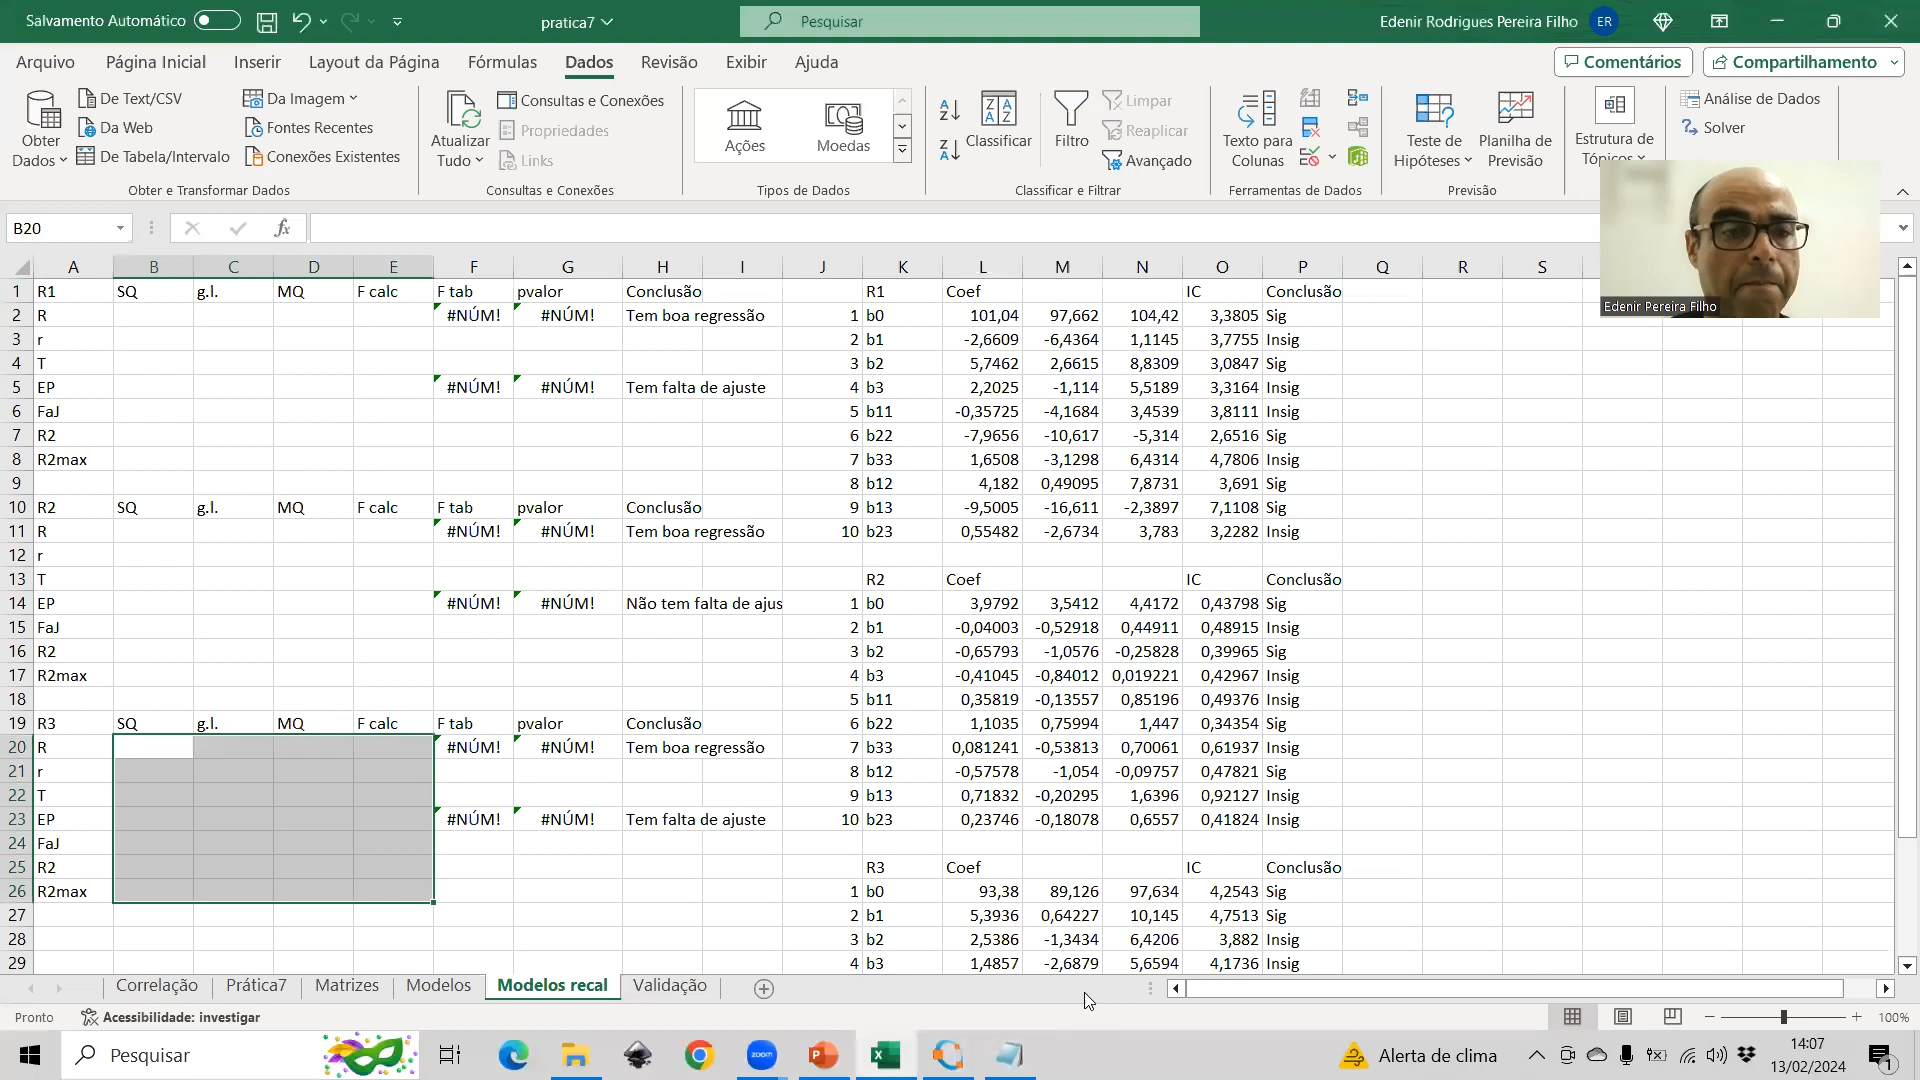 Salvamento Automático
pratica7
Pesquisar
Edenir Rodrigues Pereira Filho ER
Arquivo Página Inicial Inserir Layout da Página Fórmulas Dados Revisão Exibir Ajuda Comentários Compartilhamento
Obter Dados
De Text/CSV
Da Web
De Tabela/Intervalo
Da Imagem
Fontes Recentes
Conexões Existentes
Obter e Transformar Dados
Atualizar Tudo
Consultas e Conexões
Propriedades
Links
Consultas e Conexões
Ações Moedas
Tipos de Dados
Classificar
Filtro
Limpar
Reaplicar
Avançado
Classificar e Filtrar
Texto para Colunas
Ferramentas de Dados
Teste de Hipóteses
Planilha de Previsão
Previsão
Estrutura de Tópicos
Análise de Dados
Solver
Edenir Pereira Filho
B20 fx
A B C D E F G H I J K L M N O P Q R S
1 R1 SQ g.l. MQ F calc F tab pvalor Conclusão R1 Coef IC Conclusão
2 R #NÚM! #NÚM! Tem boa regressão 1 b0 101,04 97,662 104,42 3,3805 Sig
3 r 2 b1 -2,6609 -6,4364 1,1145 3,7755 Insig
4 T 3 b2 5,7462 2,6615 8,8309 3,0847 Sig
5 EP #NÚM! #NÚM! Tem falta de ajuste 4 b3 2,2025 -1,114 5,5189 3,3164 Insig
6 FaJ 5 b11 -0,35725 -4,1684 3,4539 3,8111 Insig
7 R2 6 b22 -7,9656 -10,617 -5,314 2,6516 Sig
8 R2max 7 b33 1,6508 -3,1298 6,4314 4,7806 Insig
9 8 b12 4,182 0,49095 7,8731 3,691 Sig
10 R2 SQ g.l. MQ F calc F tab pvalor Conclusão 9 b13 -9,5005 -16,611 -2,3897 7,1108 Sig
11 R #NÚM! #NÚM! Tem boa regressão 10 b23 0,55482 -2,6734 3,783 3,2282 Insig
12 r
13 T R2 Coef IC Conclusão
14 EP #NÚM! #NÚM! Não tem falta de ajus 1 b0 3,9792 3,5412 4,4172 0,43798 Sig
15 FaJ 2 b1 -0,04003 -0,52918 0,44911 0,48915 Insig
16 R2 3 b2 -0,65793 -1,0576 -0,25828 0,39965 Sig
17 R2max 4 b3 -0,41045 -0,84012 0,019221 0,42967 Insig
18 5 b11 0,35819 -0,13557 0,85196 0,49376 Insig
19 R3 SQ g.l. MQ F calc F tab pvalor Conclusão 6 b22 1,1035 0,75994 1,447 0,34354 Sig
20 R #NÚM! #NÚM! Tem boa regressão 7 b33 0,081241 -0,53813 0,70061 0,61937 Insig
21 r 8 b12 -0,57578 -1,054 -0,09757 0,47821 Sig
22 T 9 b13 0,71832 -0,20295 1,6396 0,92127 Insig
23 EP #NÚM! #NÚM! Tem falta de ajuste 10 b23 0,23746 -0,18078 0,6557 0,41824 Insig
24 FaJ
25 R2 R3 Coef IC Conclusão
26 R2max 1 b0 93,38 89,126 97,634 4,2543 Sig
27 2 b1 5,3936 0,64227 10,145 4,7513 Sig
28 3 b2 2,5386 -1,3434 6,4206 3,882 Insig
29 4 b3 1,4857 -2,6879 5,6594 4,1736 Insig
Correlação Prática7 Matrizes Modelos Modelos recal Validação
Pronto Acessibilidade: investigar 100%
Pesquisar zoom Alerta de clima 14:07
13/02/2024 1